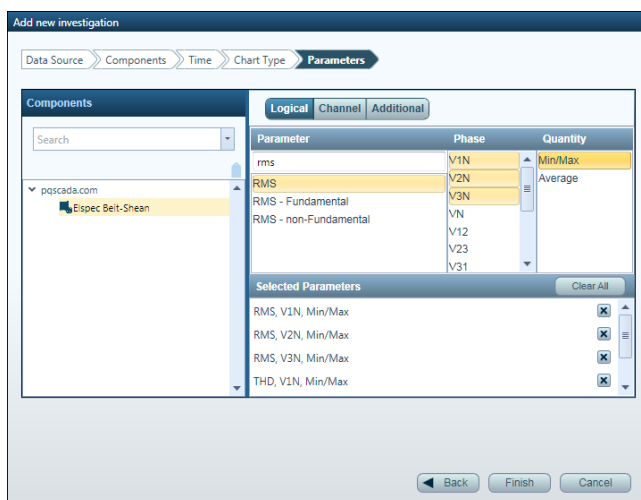 Add new investigation
Data Source Components Time Chart Type Parameters
Components
Search
pqscada.com
Elspec Beit-Shean
Logical Channel Additional
Parameter Phase Quantity
rms
RMS
RMS - Fundamental
RMS - non-Fundamental
V1N
V2N
V3N
VN
V12
V23
V31
Min/Max
Average
Selected Parameters Clear All
RMS, V1N, Min/Max
RMS, V2N, Min/Max
RMS, V3N, Min/Max
THD, V1N, Min/Max
Back Finish Cancel